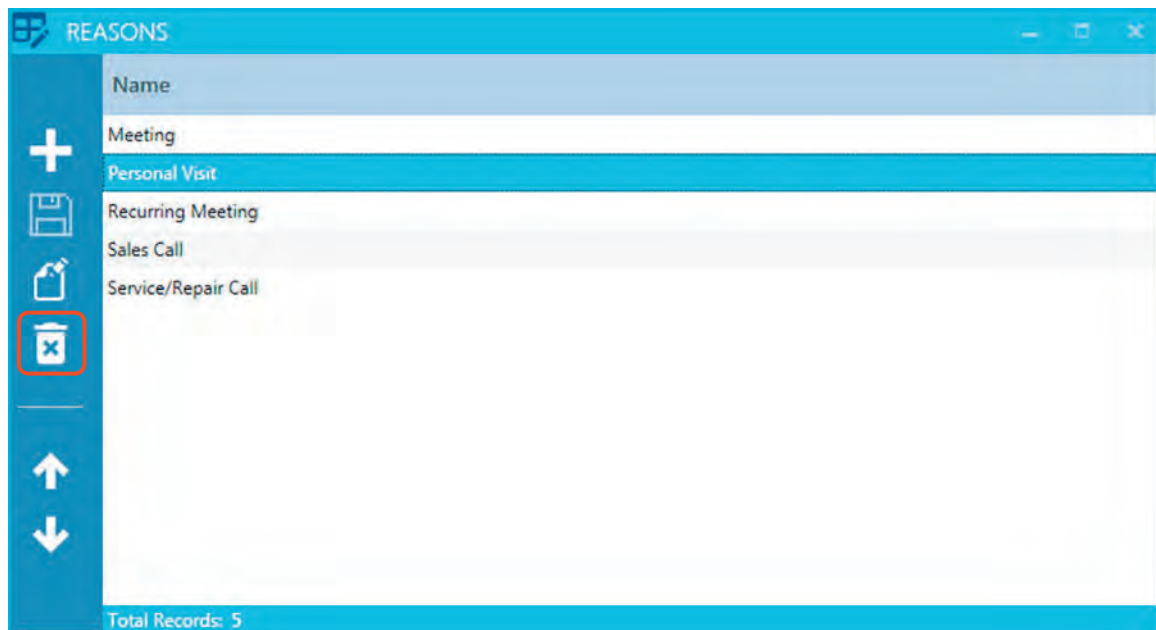 REASONS
Name
Meeting
Personal Visit
Recurring Meeting
Sales Call
Service/Repair Call
Total Records: 5